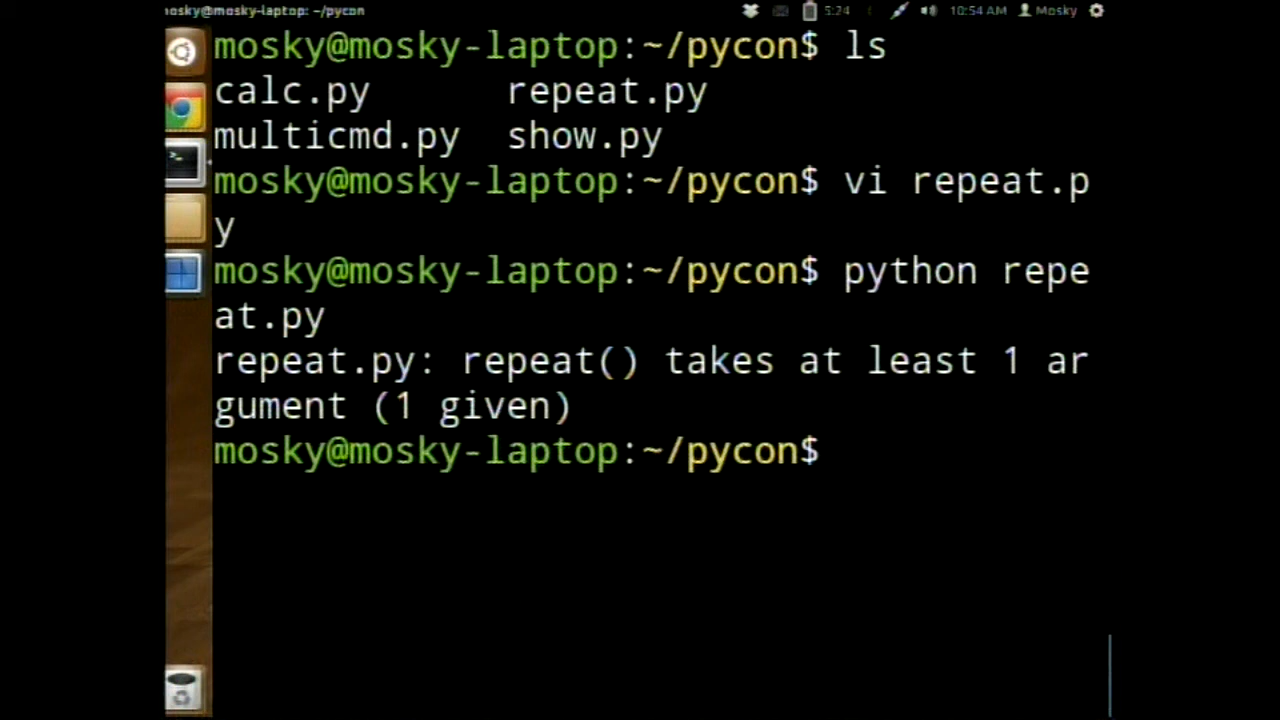 mosky@mosky-laptop: ~/pycon
5:24
10:54 AM
Mosky
mosky@mosky-laptop:~/pycon$ ls
calc.py repeat.py
multicmd.py show.py
mosky@mosky-laptop:~/pycon$ vi repeat.p
y
mosky@mosky-laptop:~/pycon$ python repe
at.py
repeat.py: repeat() takes at least 1 ar
gument (1 given)
mosky@mosky-laptop:~/pycon$